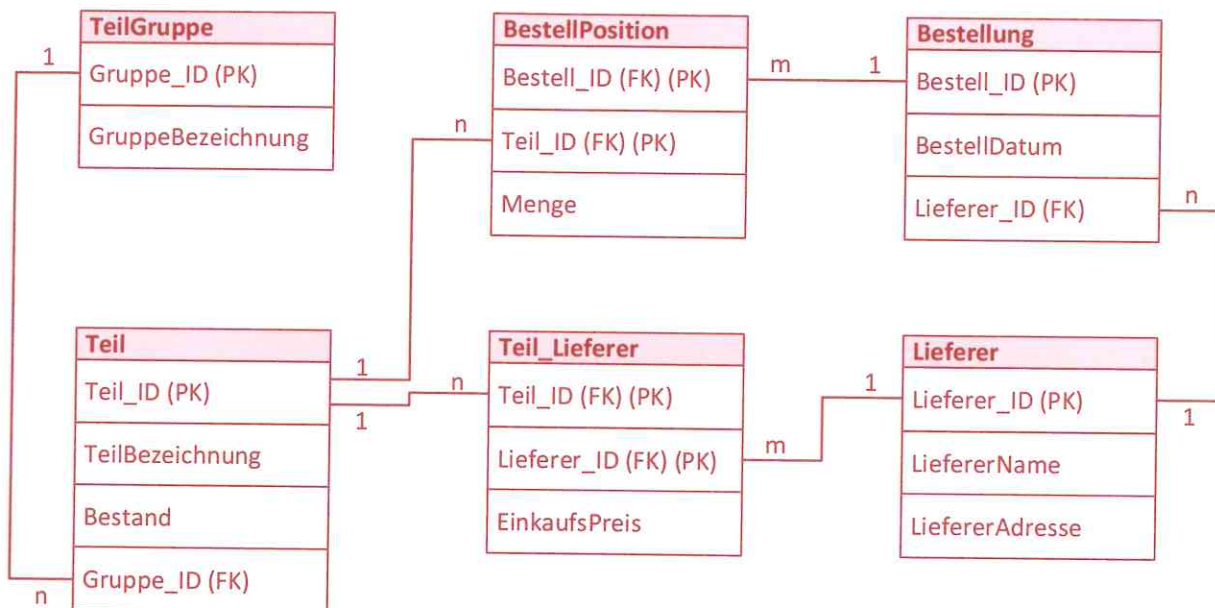 TeilGruppe
1
Gruppe_ID (PK)
GruppeBezeichnung
BestellPosition
Bestell_ID (FK) (PK)
m
1
n
Teil_ID (FK) (PK)
Menge
Bestellung
Bestell_ID (PK)
BestellDatum
Lieferer_ID (FK)
n
Teil
Teil_ID (PK)
1
1
TeilBezeichnung
Bestand
Gruppe_ID (FK)
n
Teil_Lieferer
n
Teil_ID (FK) (PK)
Lieferer_ID (FK) (PK)
m
EinkaufsPreis
Lieferer
1
Lieferer_ID (PK)
1
LiefererName
LiefererAdresse